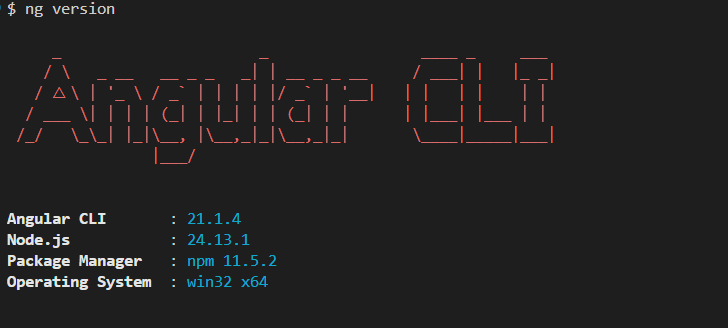 $ ng version
Angular CLI
Angular CLI : 21.1.4
Node.js : 24.13.1
Package Manager : npm 11.5.2
Operating System : win32 x64